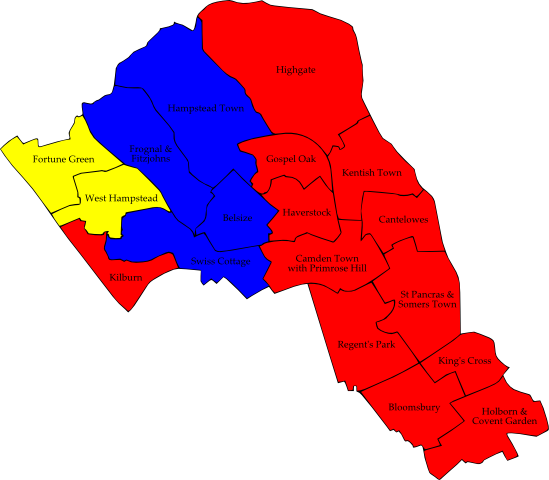 Highgate
Hampstead Town
Frognal &
Fitzjohns
Gospel Oak
Fortune Green
Kentish Town
West Hampstead
Belsize
Haverstock
Cantelowes
Swiss Cottage
Camden Town
with Primrose Hill
Kilburn
St Pancras &
Somers Town
Regent's Park
King's Cross
Bloomsbury
Holborn &
Covent Garden